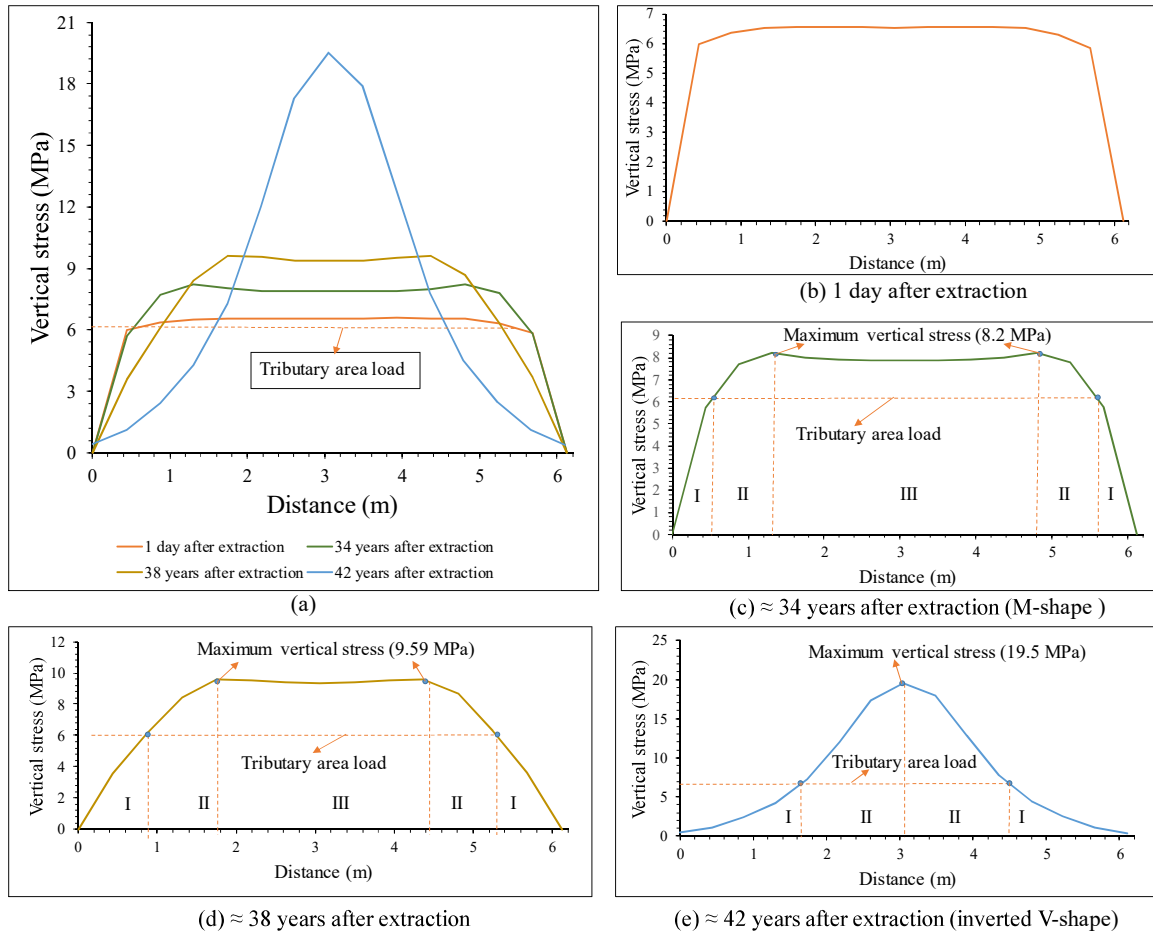 21
18
15
12
9
6
3
0
Vertical stress (MPa)
Tributary area load
0 1 2 3 4 5 6
Distance (m)
1 day after extraction 34 years after extraction
38 years after extraction 42 years after extraction
(a)
7
6
5
4
3
2
1
0
Vertical stress (MPa)
0 1 2 3 4 5 6
Distance (m)
(b) 1 day after extraction
9
8
7
6
5
4
3
2
1
0
Vertical stress (MPa)
Maximum vertical stress (8.2 MPa)
Tributary area load
I II III II I
0 1 2 3 4 5 6
Distance (m)
(c) ≈ 34 years after extraction (M-shape )
12
10
8
6
4
2
0
Vertical stress (MPa)
Maximum vertical stress (9.59 MPa)
Tributary area load
I II III II I
0 1 2 3 4 5 6
Distance (m)
(d) ≈ 38 years after extraction
25
20
15
10
5
0
Vertical stress (MPa)
Maximum vertical stress (19.5 MPa)
Tributary area load
I II II I
0 1 2 3 4 5 6
Distance (m)
(e) ≈ 42 years after extraction (inverted V-shape)